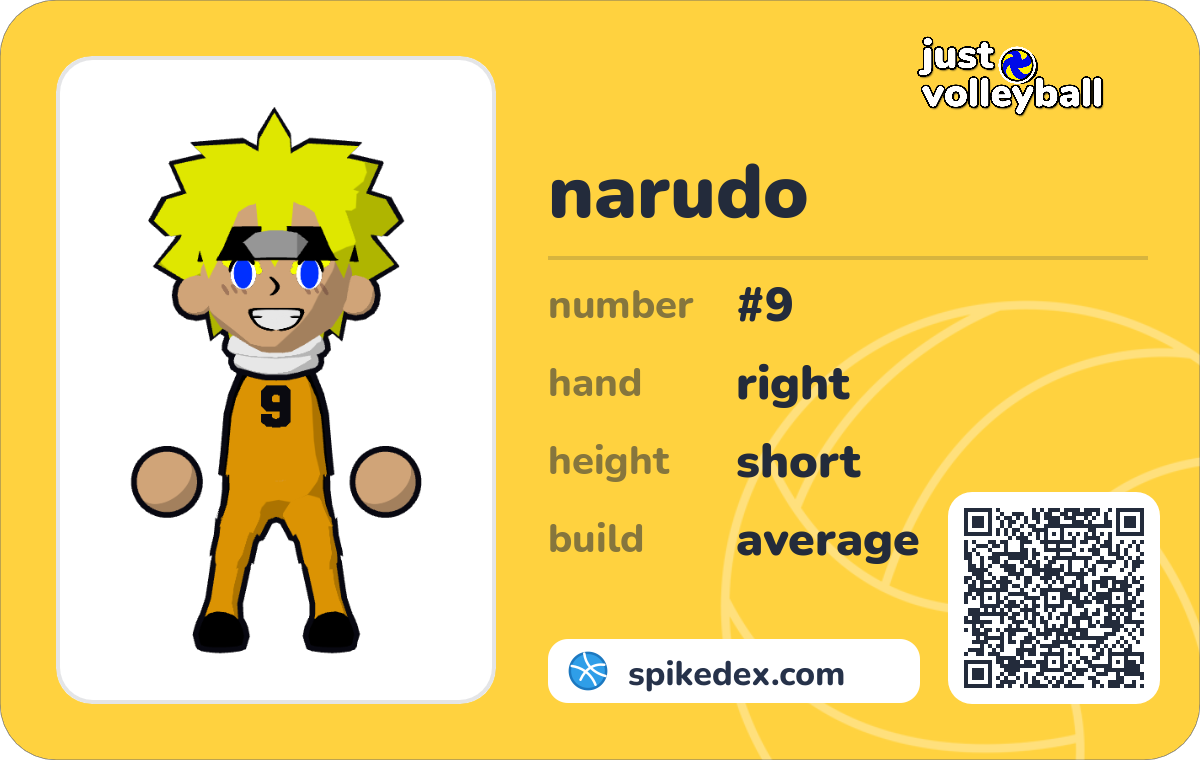 just
volleyball
narudo
number #9
hand right
height short
build average
9
spikedex.com